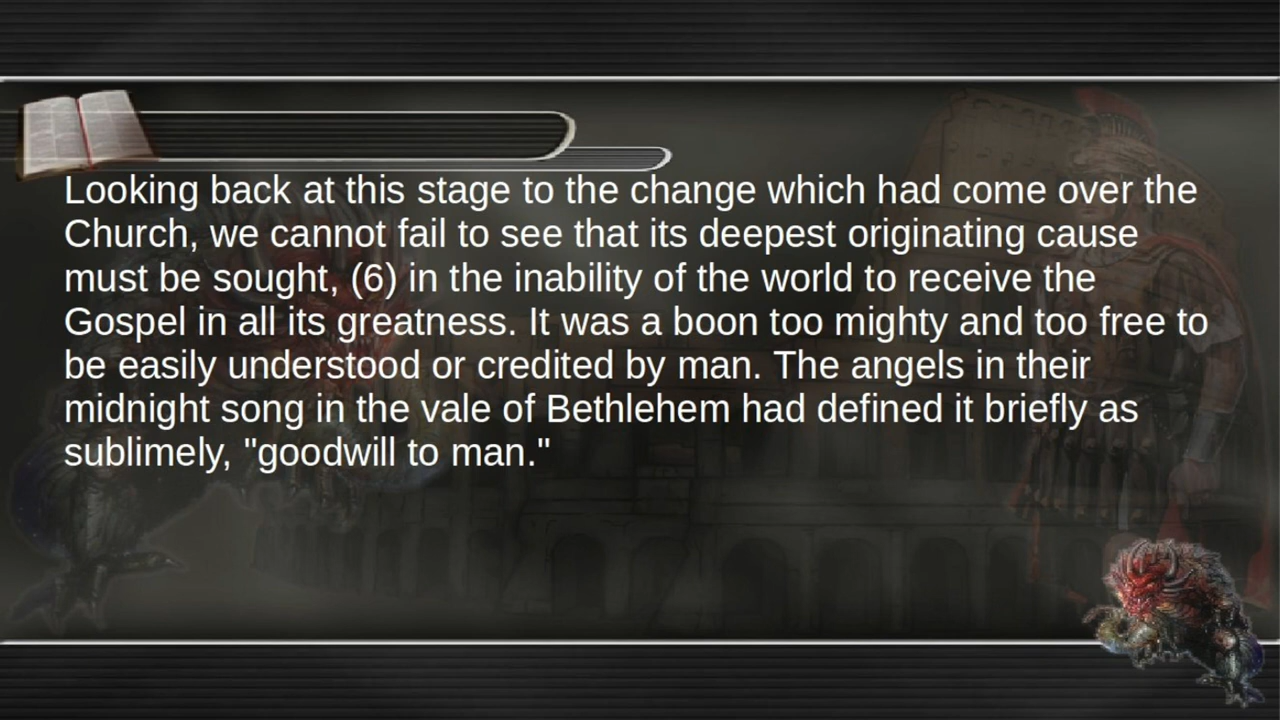 Looking back at this stage to the change which had come over the
Church, we cannot fail to see that its deepest originating cause
must be sought, (6) in the inability of the world to receive the
Gospel in all its greatness. It was a boon too mighty and too free to
be easily understood or credited by man. The angels in their
midnight song in the vale of Bethlehem had defined it briefly as
sublimely, "goodwill to man."